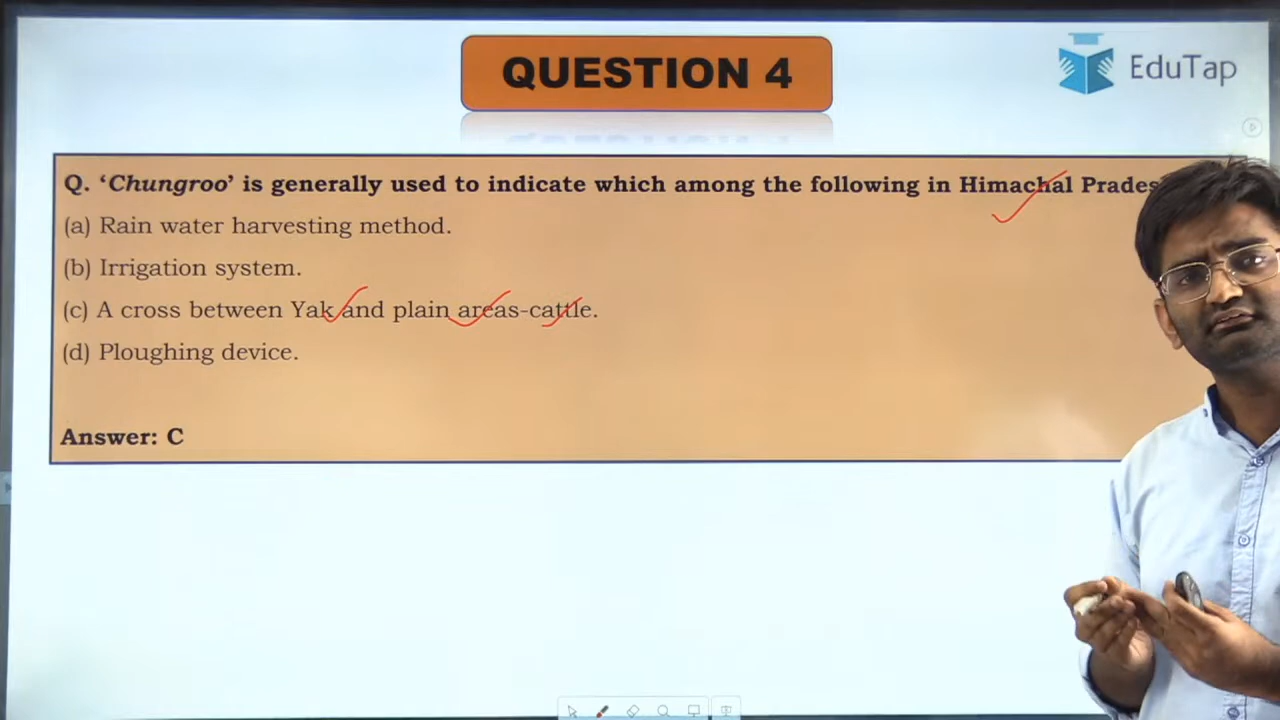 QUESTION 4
EduTap
Q. ‘Chungroo’ is generally used to indicate which among the following in Himachal
(a) Rain water harvesting method.
(b) Irrigation system.
(c) A cross between Yak and plain areas-cattle.
(d) Ploughing device.
Answer: C